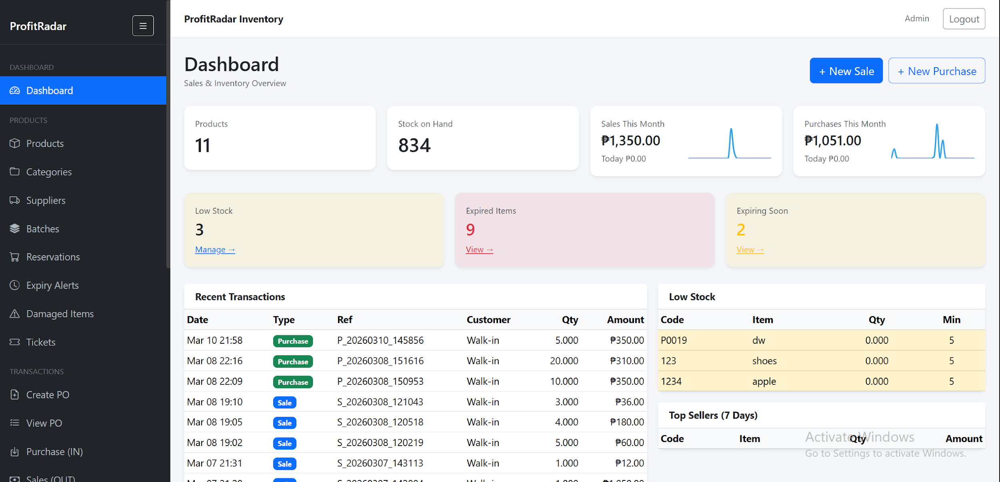 ProfitRadar
DASHBOARD
Dashboard
PRODUCTS
Products
Categories
Suppliers
Batches
Reservations
Expiry Alerts
Damaged Items
Tickets
TRANSACTIONS
Create PO
View PO
Purchase (IN)
Sales (OUT)
ProfitRadar Inventory
Admin
Logout
Dashboard
Sales & Inventory Overview
+ New Sale
+ New Purchase
Products
11
Stock on Hand
834
Sales This Month
₱1,350.00
Today ₱0.00
Purchases This Month
₱1,051.00
Today ₱0.00
Low Stock
3
Manage →
Expired Items
9
View →
Expiring Soon
2
View →
Recent Transactions
Date Type Ref Customer Qty Amount
Mar 10 21:58 Purchase P_20260310_145856 Walk-in 5.000 ₱350.00
Mar 08 22:16 Purchase P_20260308_151616 Walk-in 20.000 ₱310.00
Mar 08 22:09 Purchase P_20260308_150953 Walk-in 10.000 ₱350.00
Mar 08 19:10 Sale S_20260308_121043 Walk-in 3.000 ₱36.00
Mar 08 19:05 Sale S_20260308_120518 Walk-in 4.000 ₱180.00
Mar 08 19:02 Sale S_20260308_120219 Walk-in 5.000 ₱60.00
Mar 07 21:31 Sale S_20260307_143113 Walk-in 1.000 ₱12.00
Low Stock
Code Item Qty Min
P0019 dw 0.000 5
123 shoes 0.000 5
1234 apple 0.000 5
Top Sellers (7 Days)
Code Item Qty Amount
Activate Windows
Go to Settings to activate Windows.